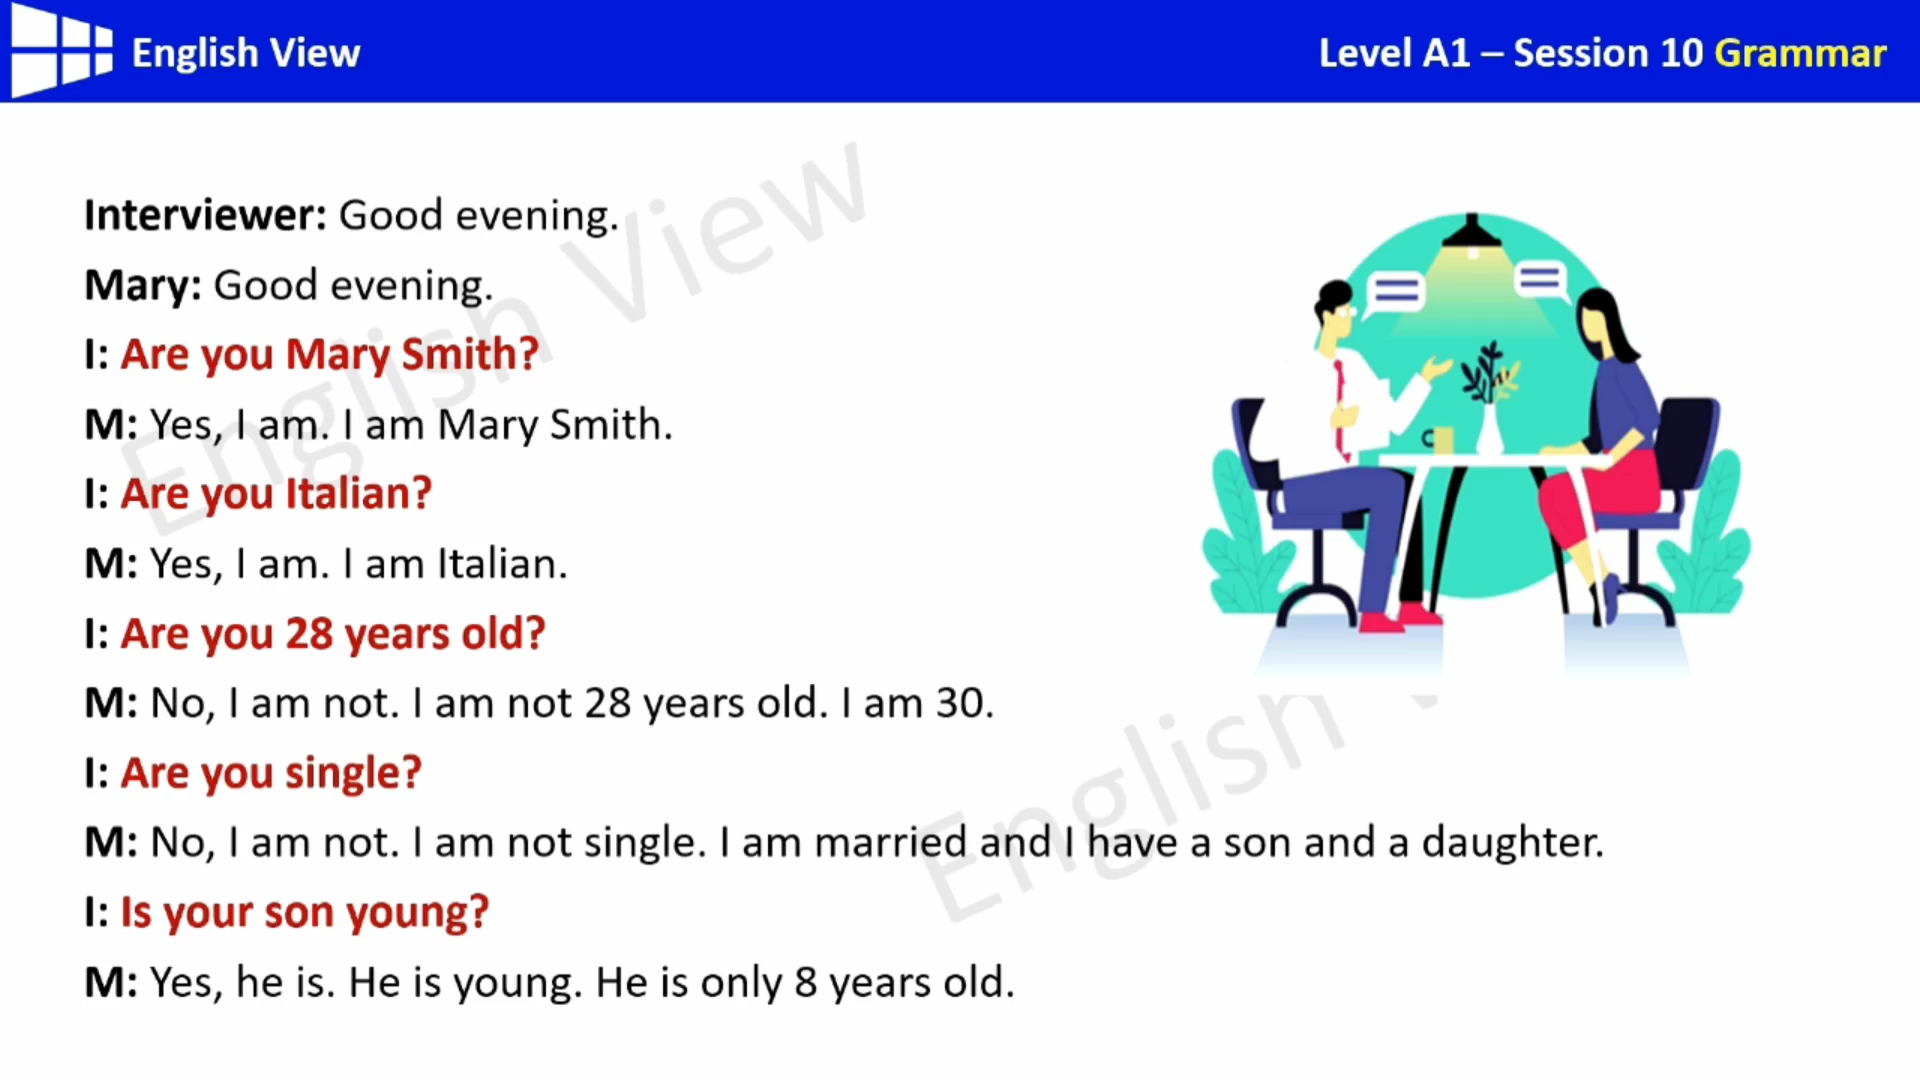 English View
Level A1 – Session 10 Grammar
Interviewer: Good evening.
Mary: Good evening.
I: Are you Mary Smith?
M: Yes, I am. I am Mary Smith.
I: Are you Italian?
M: Yes, I am. I am Italian.
I: Are you 28 years old?
M: No, I am not. I am not 28 years old. I am 30.
I: Are you single?
M: No, I am not. I am not single. I am married and I have a son and a daughter.
I: Is your son young?
M: Yes, he is. He is young. He is only 8 years old.
English View
English